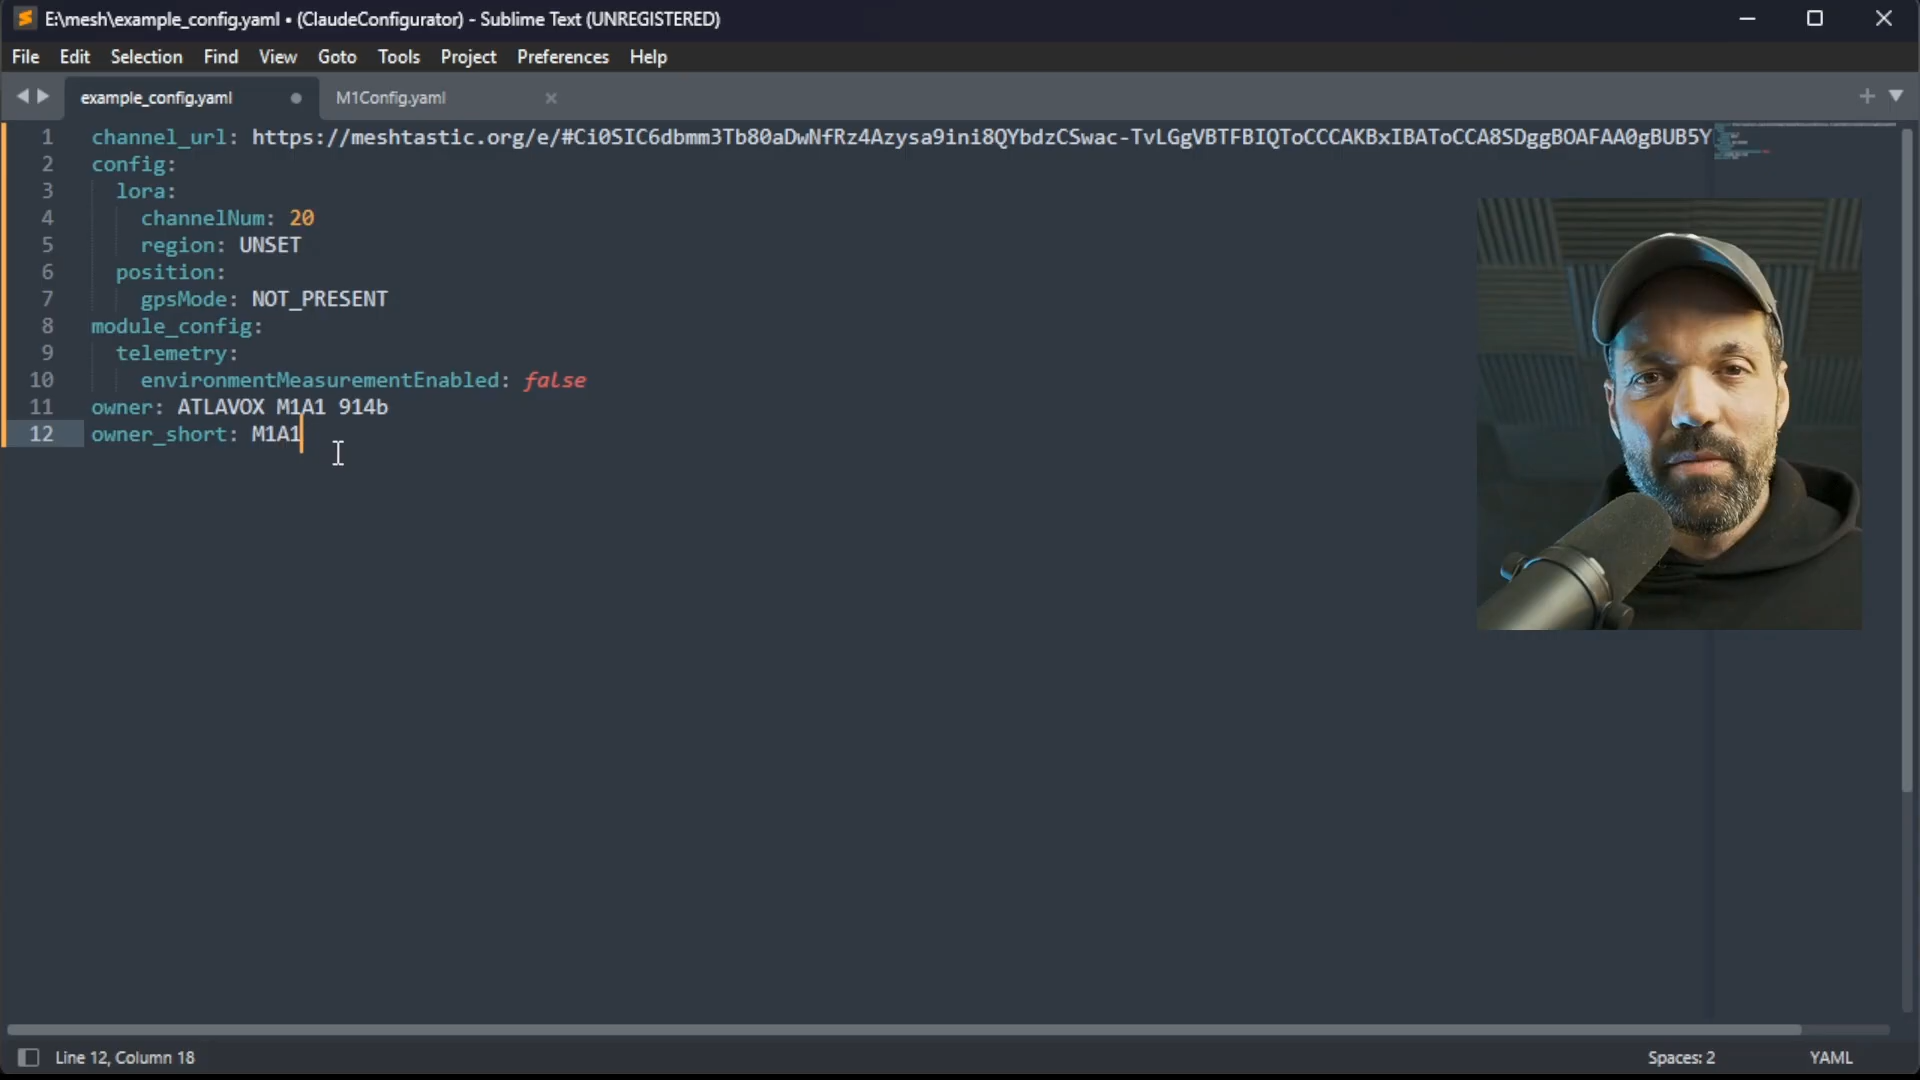 E:\mesh\example_config.yaml • (ClaudeConfigurator) - Sublime Text (UNREGISTERED)
File Edit Selection Find View Goto Tools Project Preferences Help
example_config.yaml M1Config.yaml
1 channel_url: https://meshtastic.org/e/#Ci0SIC6dbmm3Tb80aDwNfRz4Azysa9ini8QYbdzCSwac-TvLGgVBTFBIQToCCCAKBxIBAToCCA8SDggBOAFAA0gBUB5Y
2 config:
3 lora:
4 channelNum: 20
5 region: UNSET
6 position:
7 gpsMode: NOT_PRESENT
8 module_config:
9 telemetry:
10 environmentMeasurementEnabled: false
11 owner: ATLAVOX M1A1 914b
12 owner_short: M1A1
Line 12, Column 18 Spaces: 2 YAML